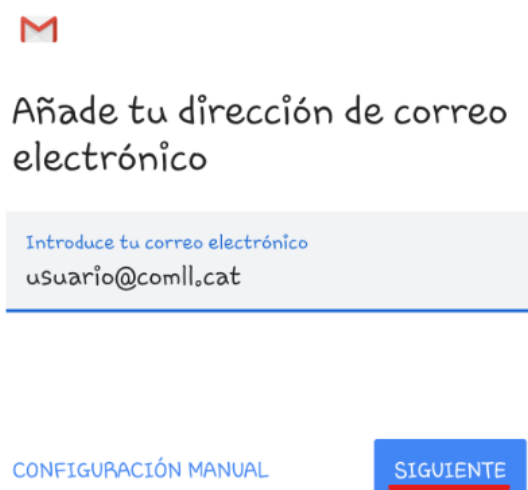 Añade tu dirección de correo
electrónico
Introduce tu correo electrónico
usuario@comll.cat
CONFIGURACIÓN MANUAL
SIGUIENTE